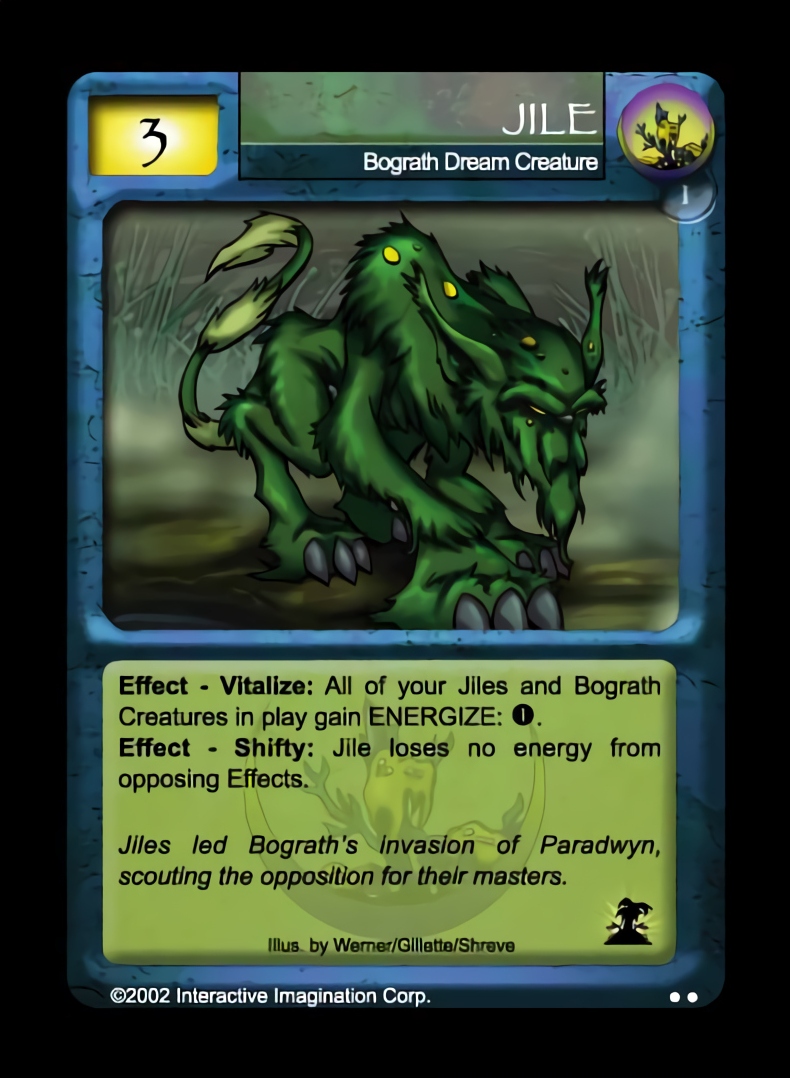 3
JILE
Bograth Dream Creature
1
Effect - Vitalize: All of your Jiles and Bograth
Creatures in play gain ENERGIZE: 1.
Effect - Shifty: Jile loses no energy from
opposing Effects.
Jiles led Bograth's invasion of Paradwyn,
scouting the opposition for their masters.
Illus. by Werner/Gillette/Shreve
©2002 Interactive Imagination Corp.